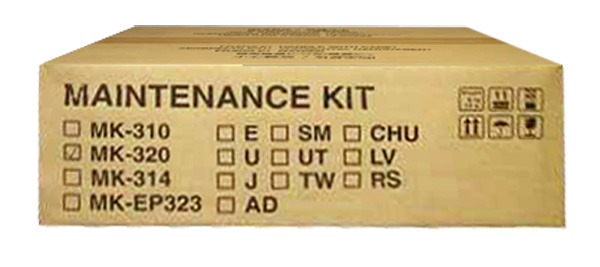 MAINTENANCE KIT
☐ MK-310 ☐ E ☐ SM ☐ CHU
☑ MK-320 ☐ U ☐ UT ☐ LV
☐ MK-314 ☐ J ☐ TW ☐ RS
☐ MK-EP323 ☐ AD